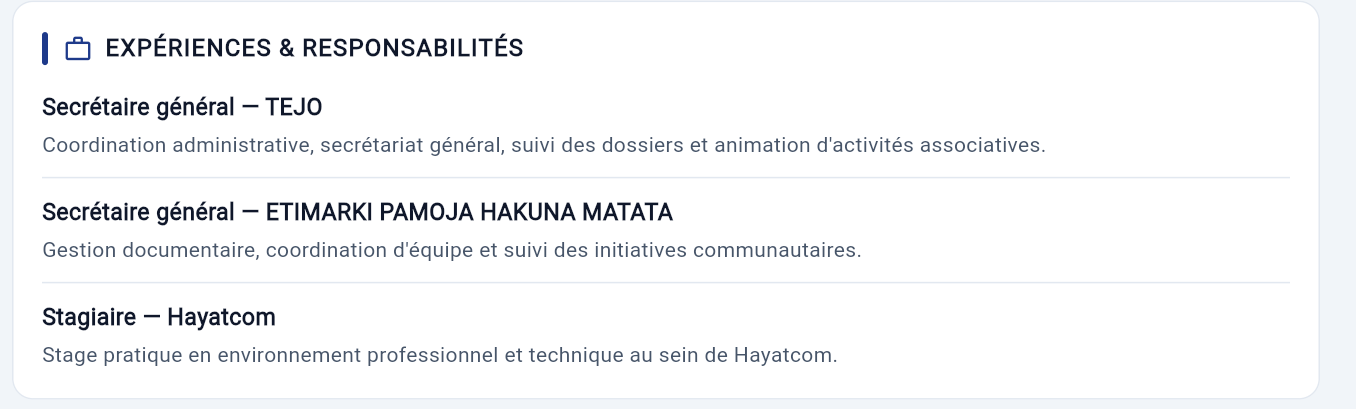 EXPÉRIENCES & RESPONSABILITÉS
Secrétaire général — TEJO
Coordination administrative, secrétariat général, suivi des dossiers et animation d'activités associatives.
Secrétaire général — ETIMARKI PAMOJA HAKUNA MATATA
Gestion documentaire, coordination d'équipe et suivi des initiatives communautaires.
Stagiaire — Hayatcom
Stage pratique en environnement professionnel et technique au sein de Hayatcom.